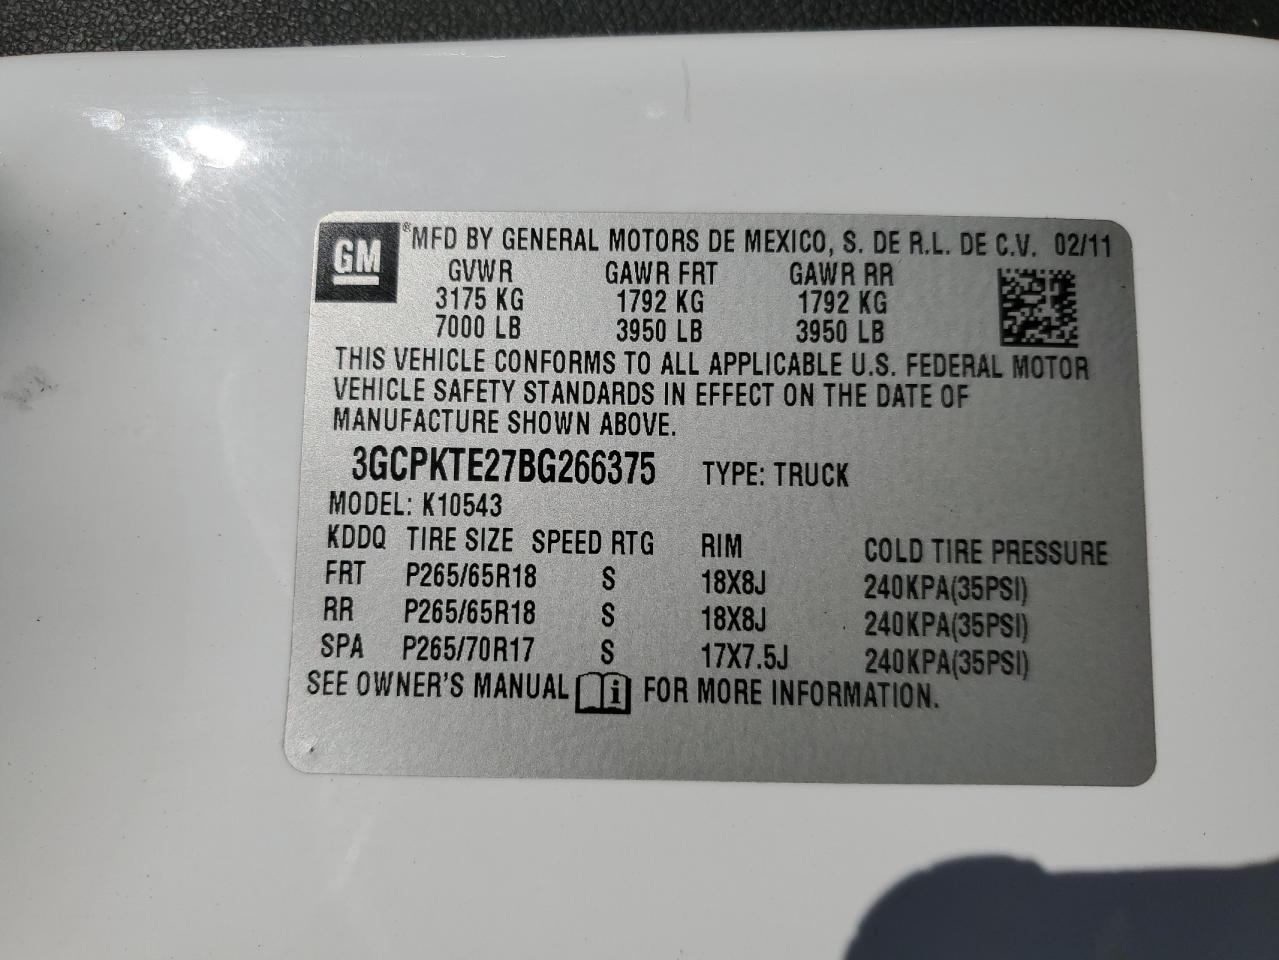 GM ® MFD BY GENERAL MOTORS DE MEXICO, S. DE R.L. DE C.V. 02/11
GVWR GAWR FRT GAWR RR
3175 KG 1792 KG 1792 KG
7000 LB 3950 LB 3950 LB
THIS VEHICLE CONFORMS TO ALL APPLICABLE U.S. FEDERAL MOTOR
VEHICLE SAFETY STANDARDS IN EFFECT ON THE DATE OF
MANUFACTURE SHOWN ABOVE.
3GCPKTE27BG266375 TYPE: TRUCK
MODEL: K10543
KDDQ TIRE SIZE SPEED RTG RIM COLD TIRE PRESSURE
FRT P265/65R18 S 18X8J 240KPA(35PSI)
RR P265/65R18 S 18X8J 240KPA(35PSI)
SPA P265/70R17 S 17X7.5J 240KPA(35PSI)
SEE OWNER'S MANUAL i FOR MORE INFORMATION.